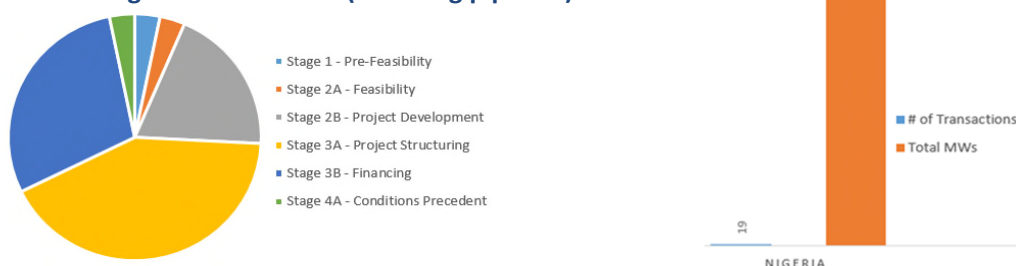 Stage 1 - Pre-Feasibility
Stage 2A - Feasibility
Stage 2B - Project Development
Stage 3A - Project Structuring
Stage 3B - Financing
Stage 4A - Conditions Precedent
# of Transactions
Total MWs
19
NIGERIA